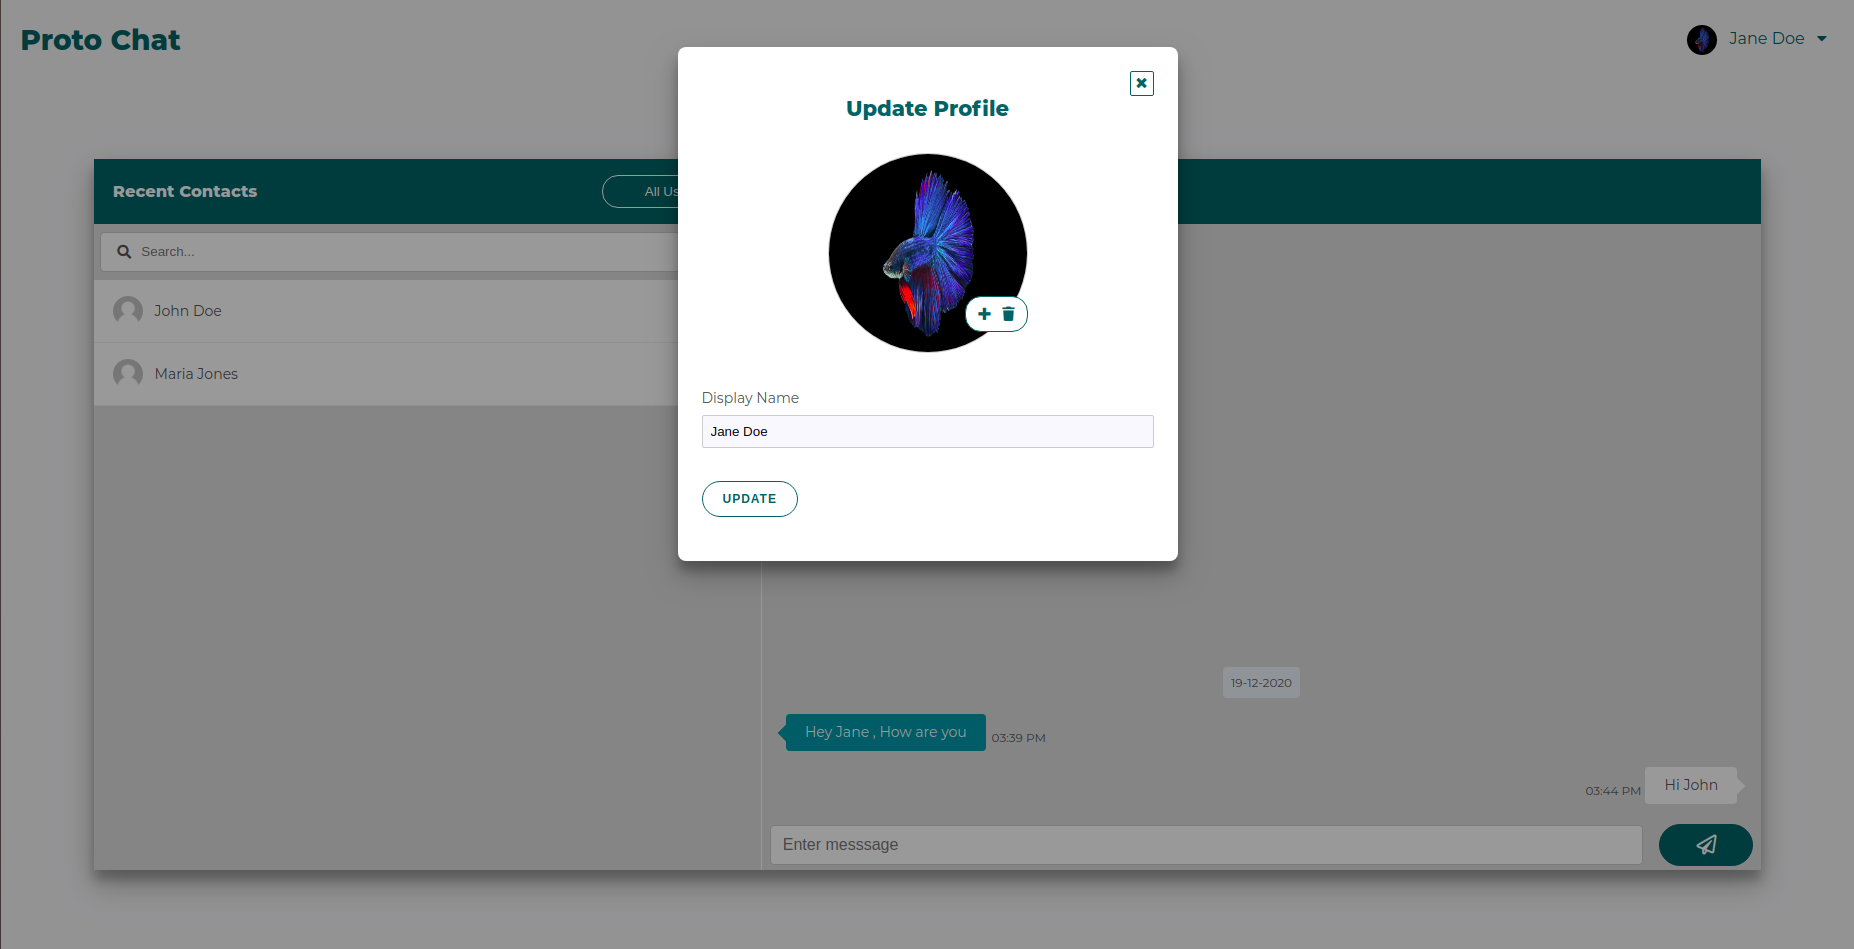 Proto Chat
Jane Doe
Update Profile
Recent Contacts
All Us
Search...
John Doe
Maria Jones
Display Name
Jane Doe
UPDATE
19-12-2020
Hey Jane , How are you
03:39 PM
03:44 PM
Hi John
Enter messsage